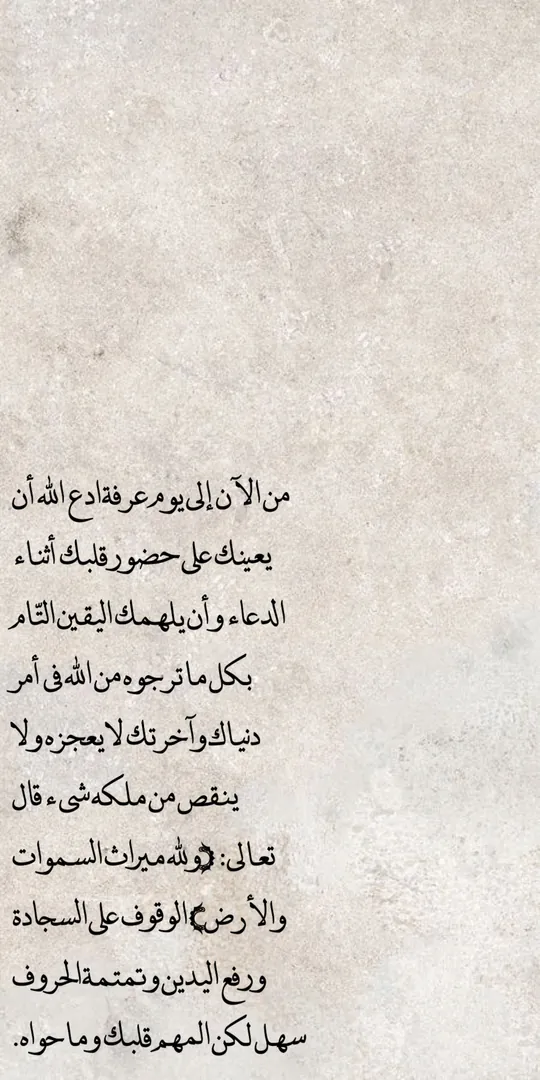 من الآن إلى يوم عرفة ادع الله أن
يعينك على حضور قلبك أثناء
الدعاء وأن يلهمك اليقين التّام
بكل ما ترجوه من الله في أمر
دنياك وآخرتك لا يعجزه ولا
ينقص من ملكه شيء قال
تعالى: ﴿ولله ميراث السموات
والأرض﴾ الوقوف على السجادة
ورفع اليدين وتمتمة الحروف
سهل لكن المهم قلبك وما حواه.